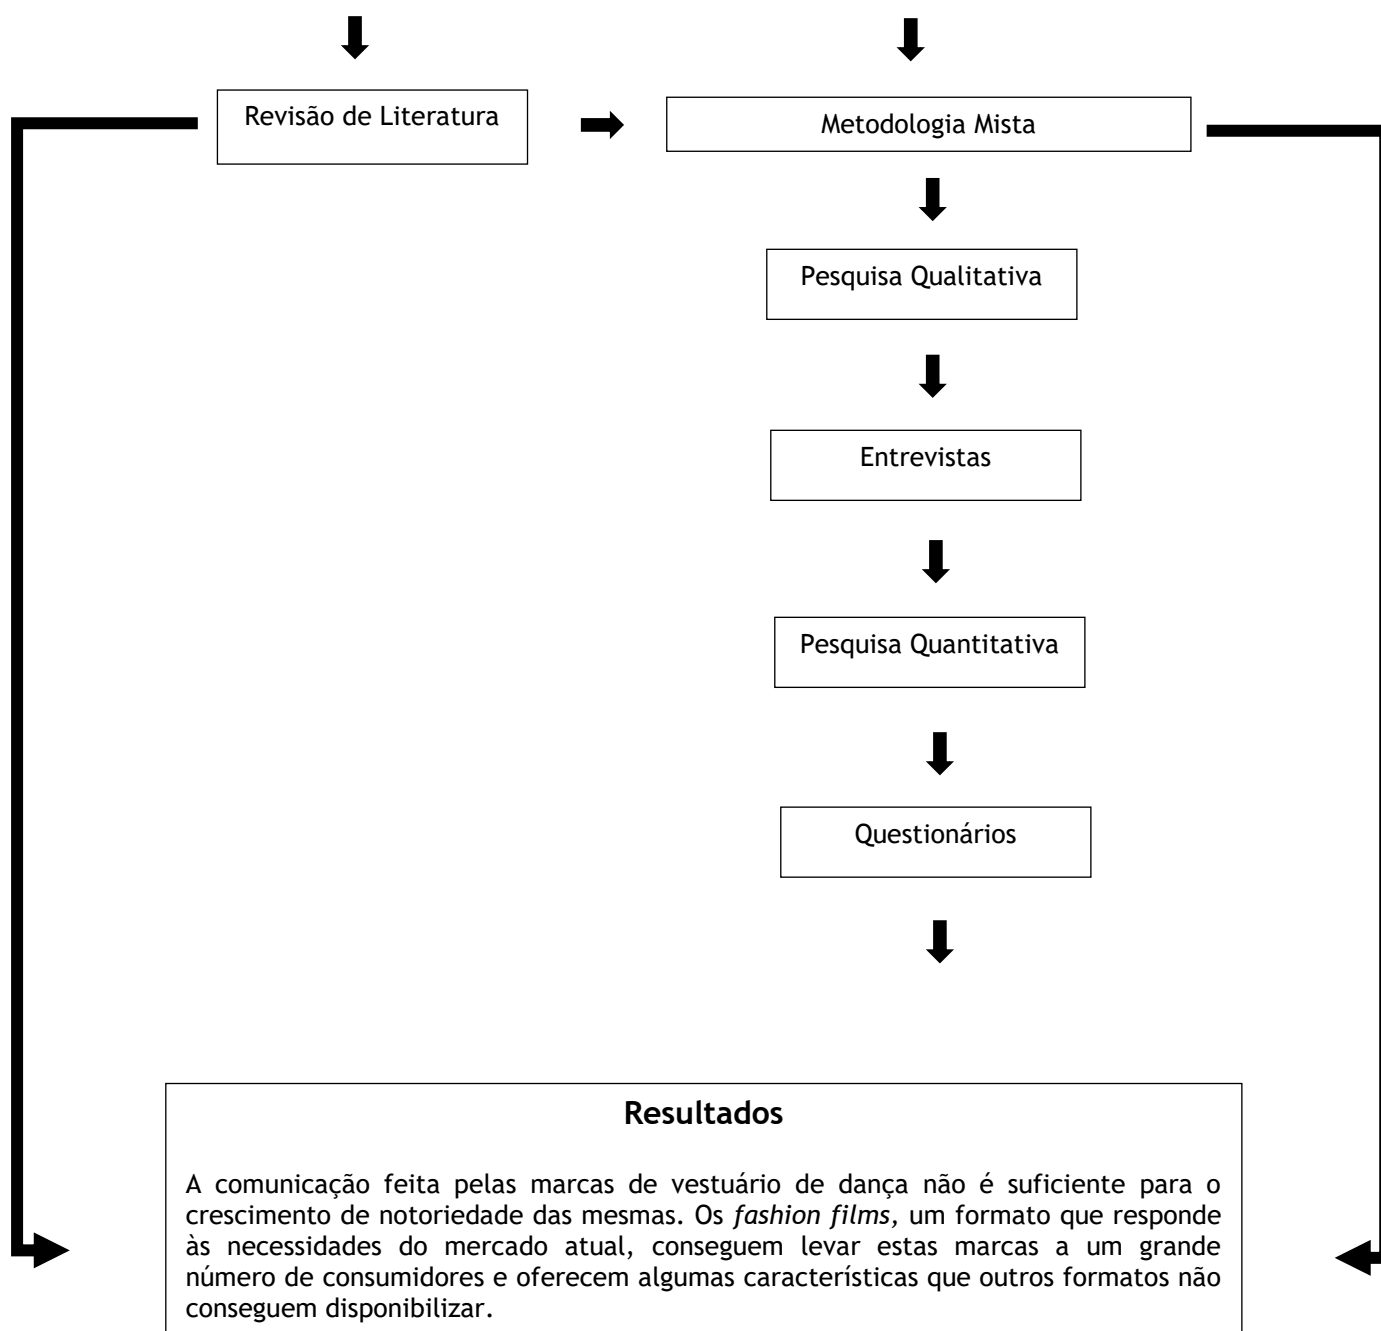 Revisão de Literatura
Metodologia Mista
Pesquisa Qualitativa
Entrevistas
Pesquisa Quantitativa
Questionários
Resultados
A comunicação feita pelas marcas de vestuário de dança não é suficiente para o
crescimento de notoriedade das mesmas. Os fashion films, um formato que responde
às necessidades do mercado atual, conseguem levar estas marcas a um grande
número de consumidores e oferecem algumas características que outros formatos não
conseguem disponibilizar.